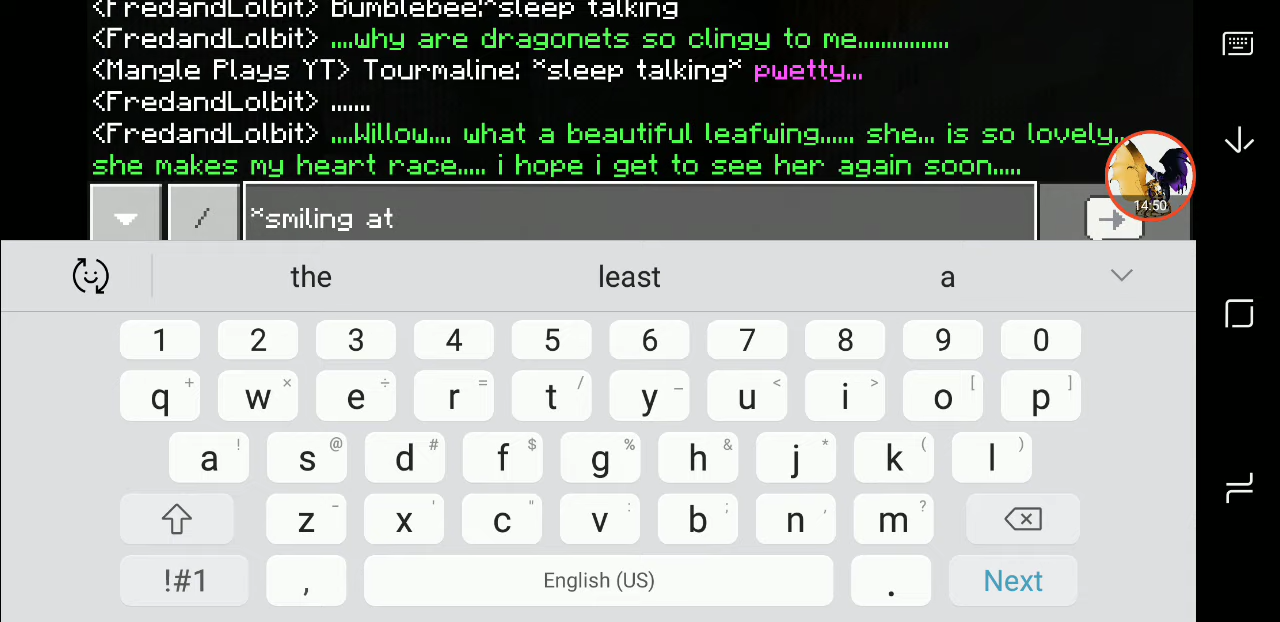 <FredandLolbit> Bumblebee:*sleep talking
<FredandLolbit> ....why are dragonets so clingy to me...............
<Mangle Plays YT> Tourmaline: *sleep talking* pwetty...
<FredandLolbit> .......
<FredandLolbit> ....Willow.... what a beautiful leafwing...... she... is so lovely..
she makes my heart race..... i hope i get to see her again soon.....
/ *smiling at
14:50
the least a
1 2 3 4 5 6 7 8 9 0
q + w × e ÷ r = t / y _ u < i > o [ p ]
a ! s @ d # f $ g % h & j * k ( l )
z - x ' c " v : b ; n , m ?
!#1 , English (US) . Next